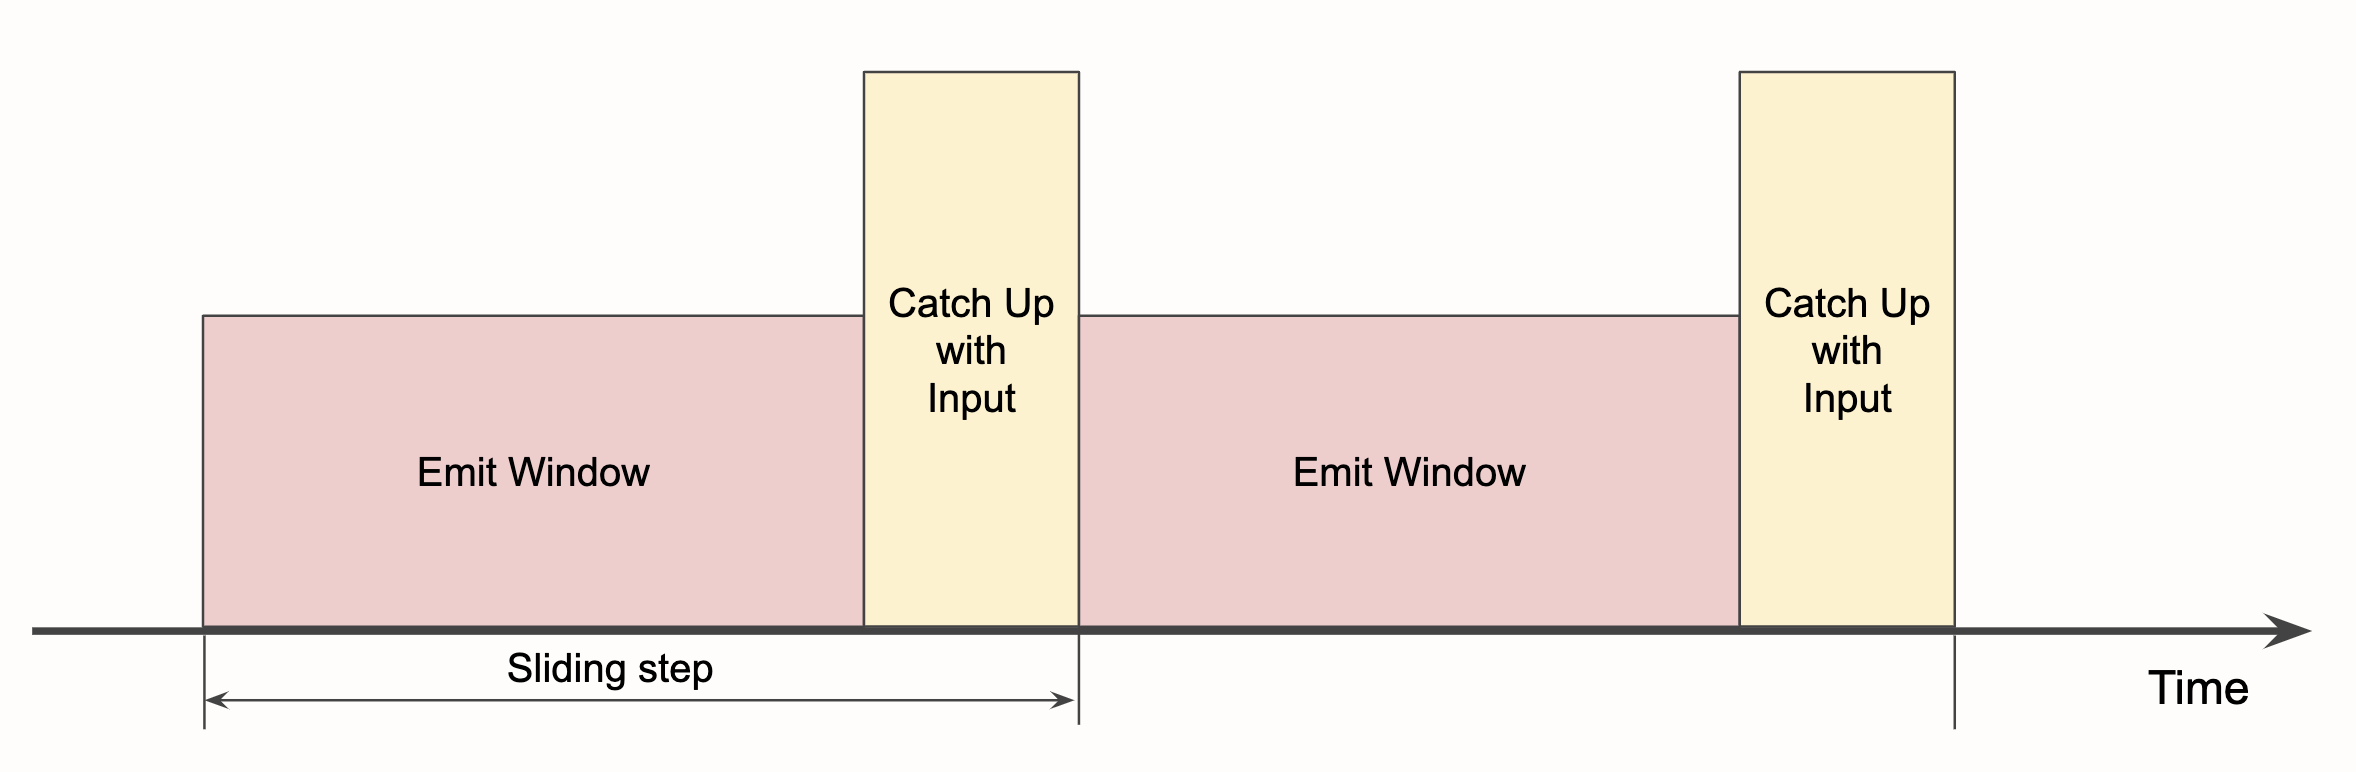 Catch Up
with
Input
Catch Up
with
Input
Emit Window
Emit Window
Sliding step
Time